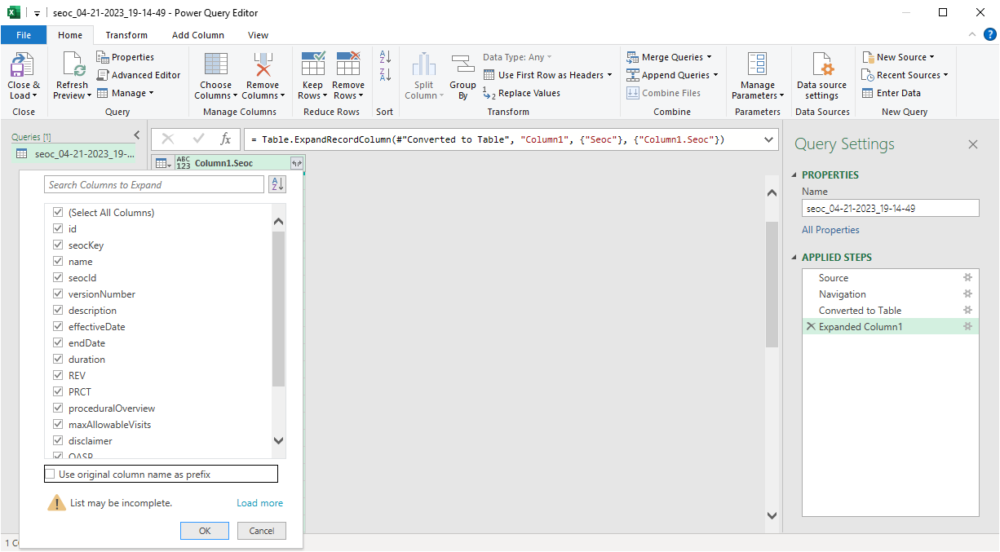 seoc_04-21-2023_19-14-49 - Power Query Editor
File Home Transform Add Column View
Close & Load
Close
Refresh Preview
Properties
Advanced Editor
Manage
Query
Choose Columns
Remove Columns
Manage Columns
Keep Rows
Remove Rows
Reduce Rows
A Z
Z A
Sort
Split Column
Group By
Data Type: Any
Use First Row as Headers
1 2 Replace Values
Transform
Merge Queries
Append Queries
Combine Files
Combine
Manage Parameters
Parameters
Data source settings
Data Sources
New Source
Recent Sources
Enter Data
New Query
?
Queries [1]
seoc_04-21-2023_19-...
fx
= Table.ExpandRecordColumn(#"Converted to Table", "Column1", {"Seoc"}, {"Column1.Seoc"})
ABC 123 Column1.Seoc
Search Columns to Expand
A Z
(Select All Columns)
id
seocKey
name
seocId
versionNumber
description
effectiveDate
endDate
duration
REV
PRCT
proceduralOverview
maxAllowableVisits
disclaimer
QASP
Use original column name as prefix
List may be incomplete.
Load more
OK
Cancel
Query Settings
PROPERTIES
Name
seoc_04-21-2023_19-14-49
All Properties
APPLIED STEPS
Source
Navigation
Converted to Table
Expanded Column1